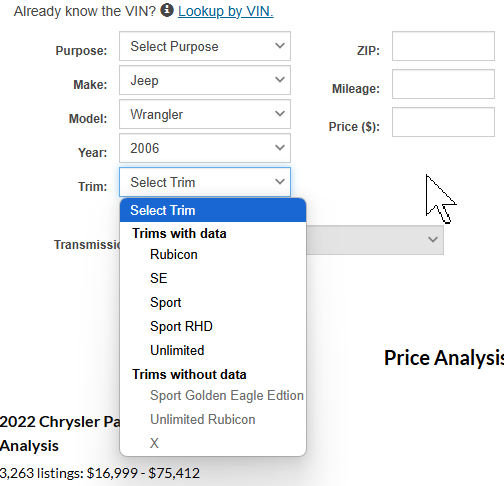 Already know the VIN? Lookup by VIN.
Purpose: Select Purpose ZIP:
Make: Jeep Mileage:
Model: Wrangler Price ($):
Year: 2006
Trim: Select Trim
Select Trim
Trims with data
Rubicon
SE
Sport
Sport RHD
Unlimited
Trims without data
Sport Golden Eagle Edtion
Unlimited Rubicon
X
Transmissio
Price Analysis
2022 Chrysler Pa
Analysis
3,263 listings: $16,999 - $75,412